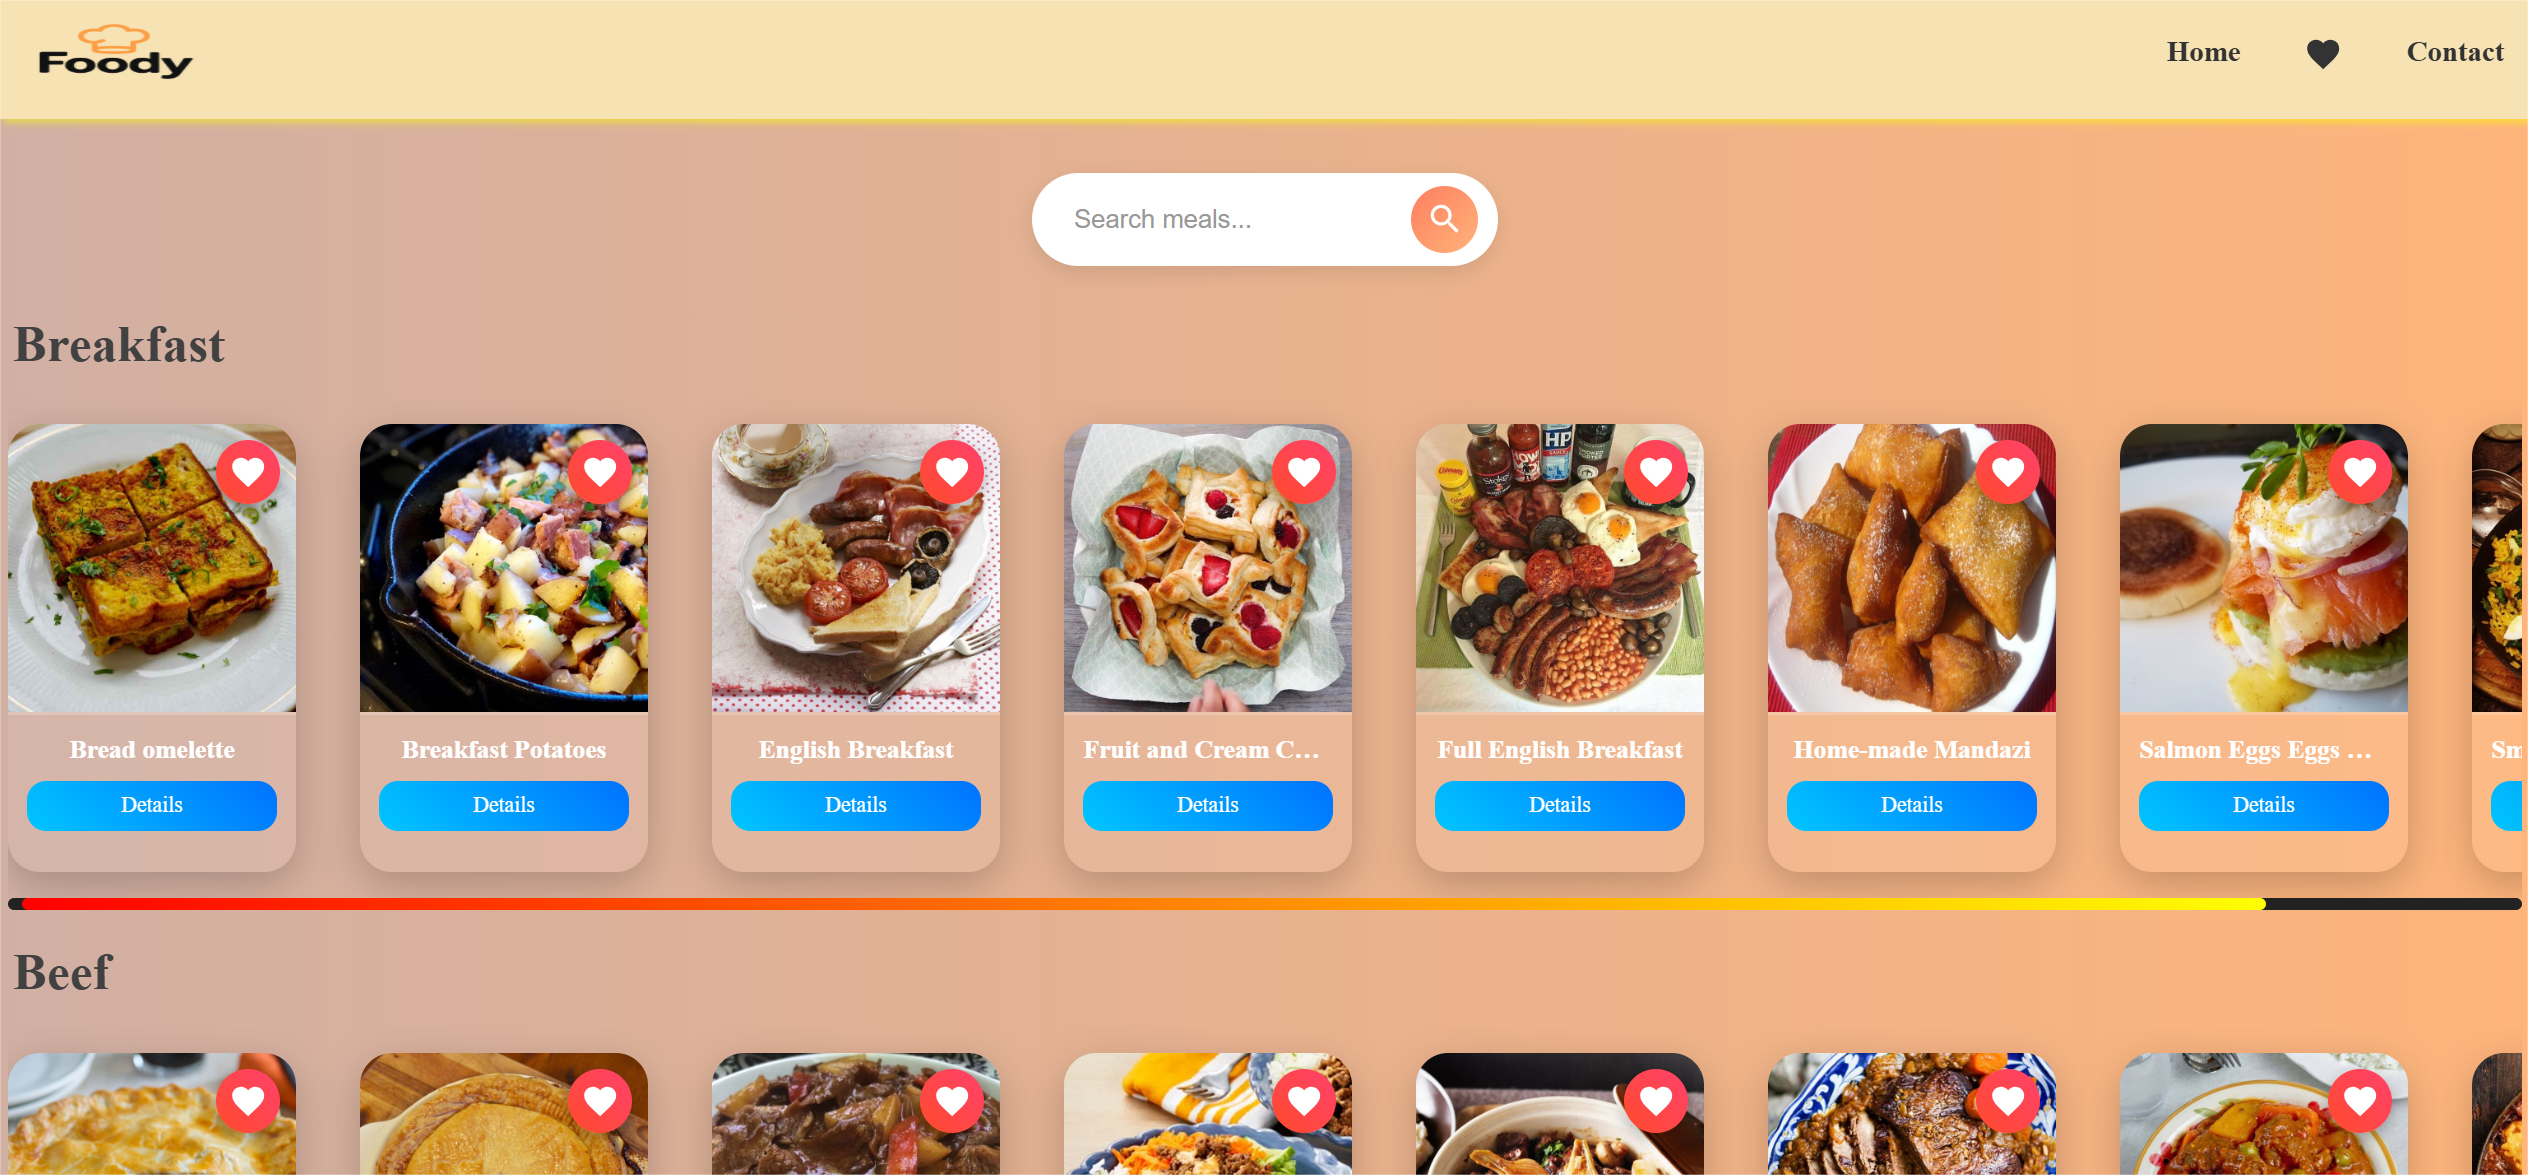 Foody
Home
Contact
Search meals...
Breakfast
HP
Bread omelette
Breakfast Potatoes
English Breakfast
Fruit and Cream C...
Full English Breakfast
Home-made Mandazi
Salmon Eggs Eggs ...
Sm
Details
Details
Details
Details
Details
Details
Details
Beef